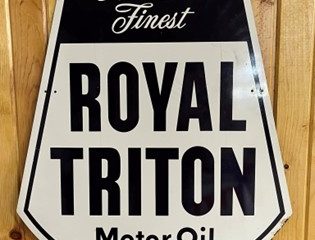 Finest
ROYAL
TRITON
Motor Oil